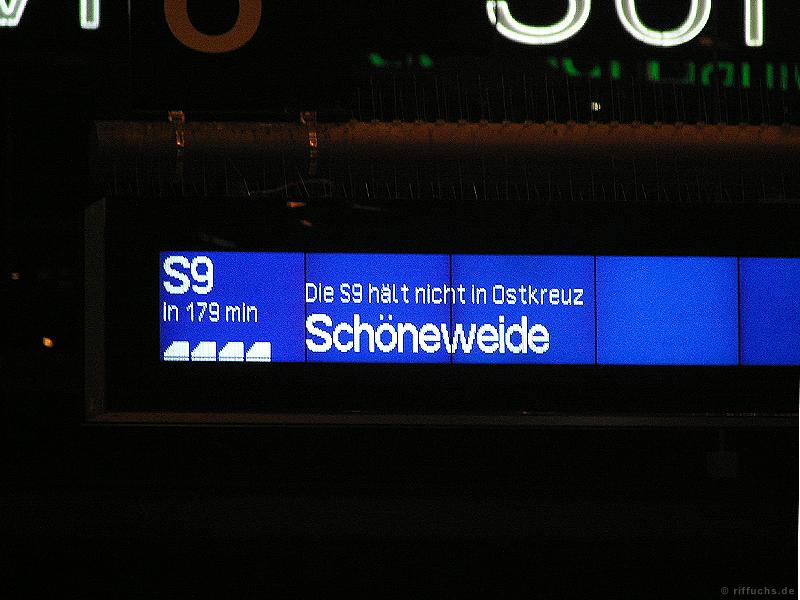 S9
in 179 min
Die S9 hält nicht in Ostkreuz
Schöneweide
© riffuchs.de